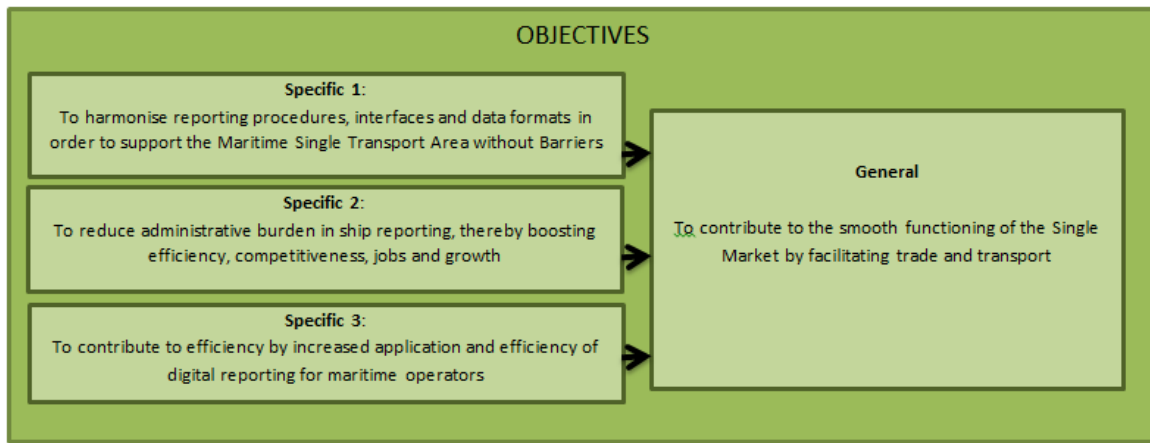 OBJECTIVES
Specific 1:
To harmonise reporting procedures, interfaces and data formats in
order to support the Maritime Single Transport Area without Barriers
Specific 2:
To reduce administrative burden in ship reporting, thereby boosting
efficiency, competitiveness, jobs and growth
Specific 3:
To contribute to efficiency by increased application and efficiency of
digital reporting for maritime operators
General
To contribute to the smooth functioning of the Single
Market by facilitating trade and transport